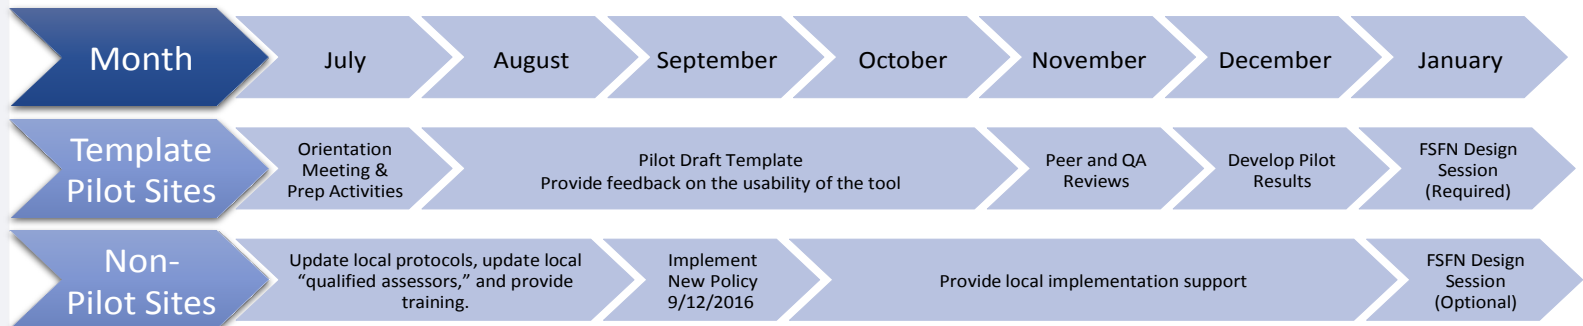 Month
July
August
September
October
November
December
January
Template
Pilot Sites
Orientation
Meeting &
Prep Activities
Pilot Draft Template
Provide feedback on the usability of the tool
Peer and QA
Reviews
Develop Pilot
Results
FSFN Design
Session
(Required)
Non-
Pilot Sites
Update local protocols, update local
“qualified assessors,” and provide
training.
Implement
New Policy
9/12/2016
Provide local implementation support
FSFN Design
Session
(Optional)